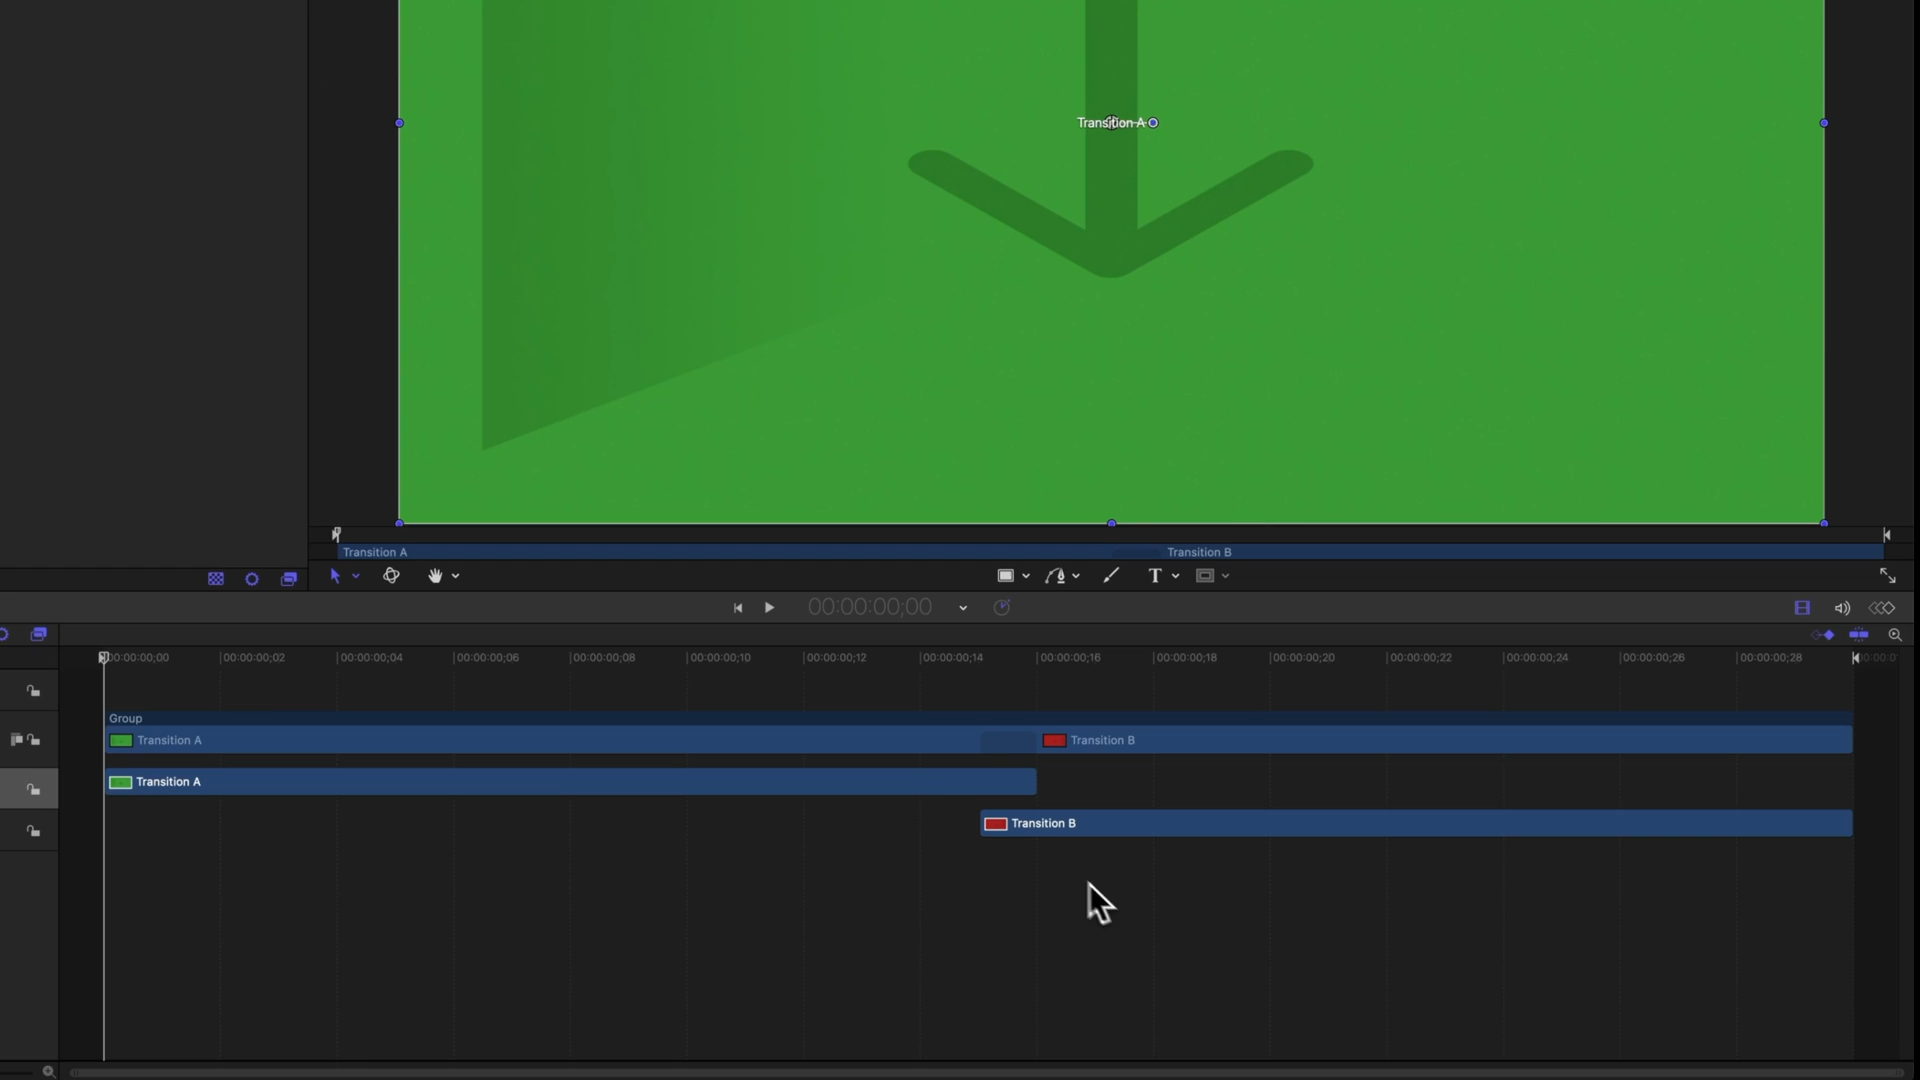 Transition A
Transition A
Transition B
T
00:00:00;00
00:00:00;00
00:00:00;02
00:00:00;04
00:00:00;06
00:00:00;08
00:00:00;10
00:00:00;12
00:00:00;14
00:00:00;16
00:00:00;18
00:00:00;20
00:00:00;22
00:00:00;24
00:00:00;26
00:00:00;28
Group
Transition A
Transition B
Transition A
Transition B